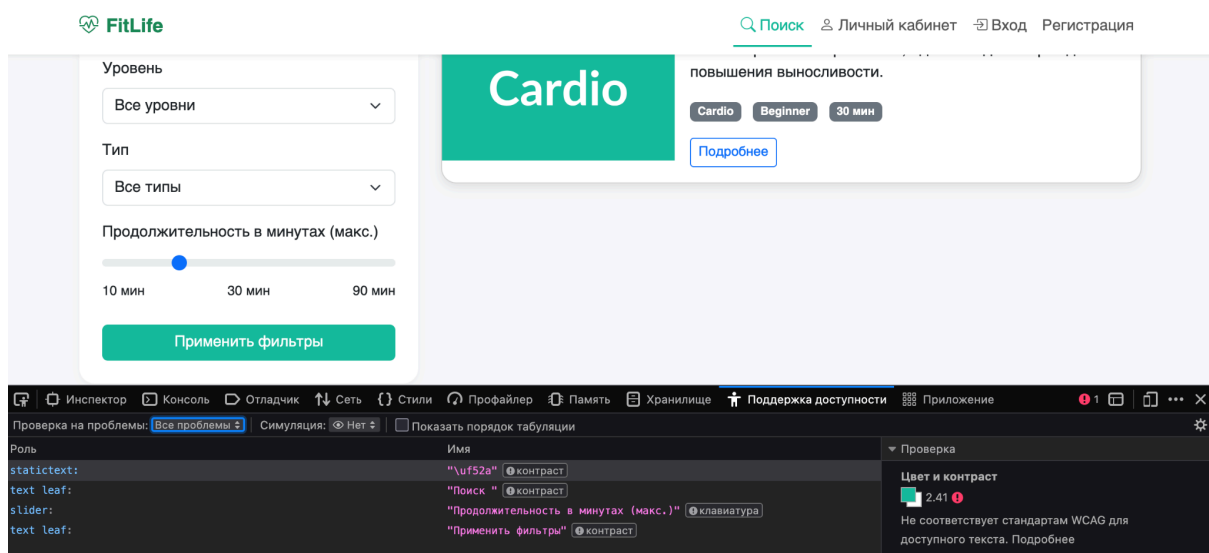 FitLife
Поиск Личный кабинет Вход Регистрация
Уровень
Все уровни
Тип
Все типы
Продолжительность в минутах (макс.)
10 мин 30 мин 90 мин
Применить фильтры
Cardio
повышения выносливости.
Cardio Beginner 30 мин
Подробнее
Инспектор Консоль Отладчик Сеть {} Стили Профайлер Память Хранилище Поддержка доступности Приложение 1
Проверка на проблемы: Все проблемы Симуляция: Нет Показать порядок табуляции
Роль Имя
statictext: "\uf52a" контраст
text leaf: "Поиск " контраст
slider: "Продолжительность в минутах (макс.)" клавиатура
text leaf: "Применить фильтры" контраст
Проверка
Цвет и контраст
2.41
Не соответствует стандартам WCAG для
доступного текста. Подробнее